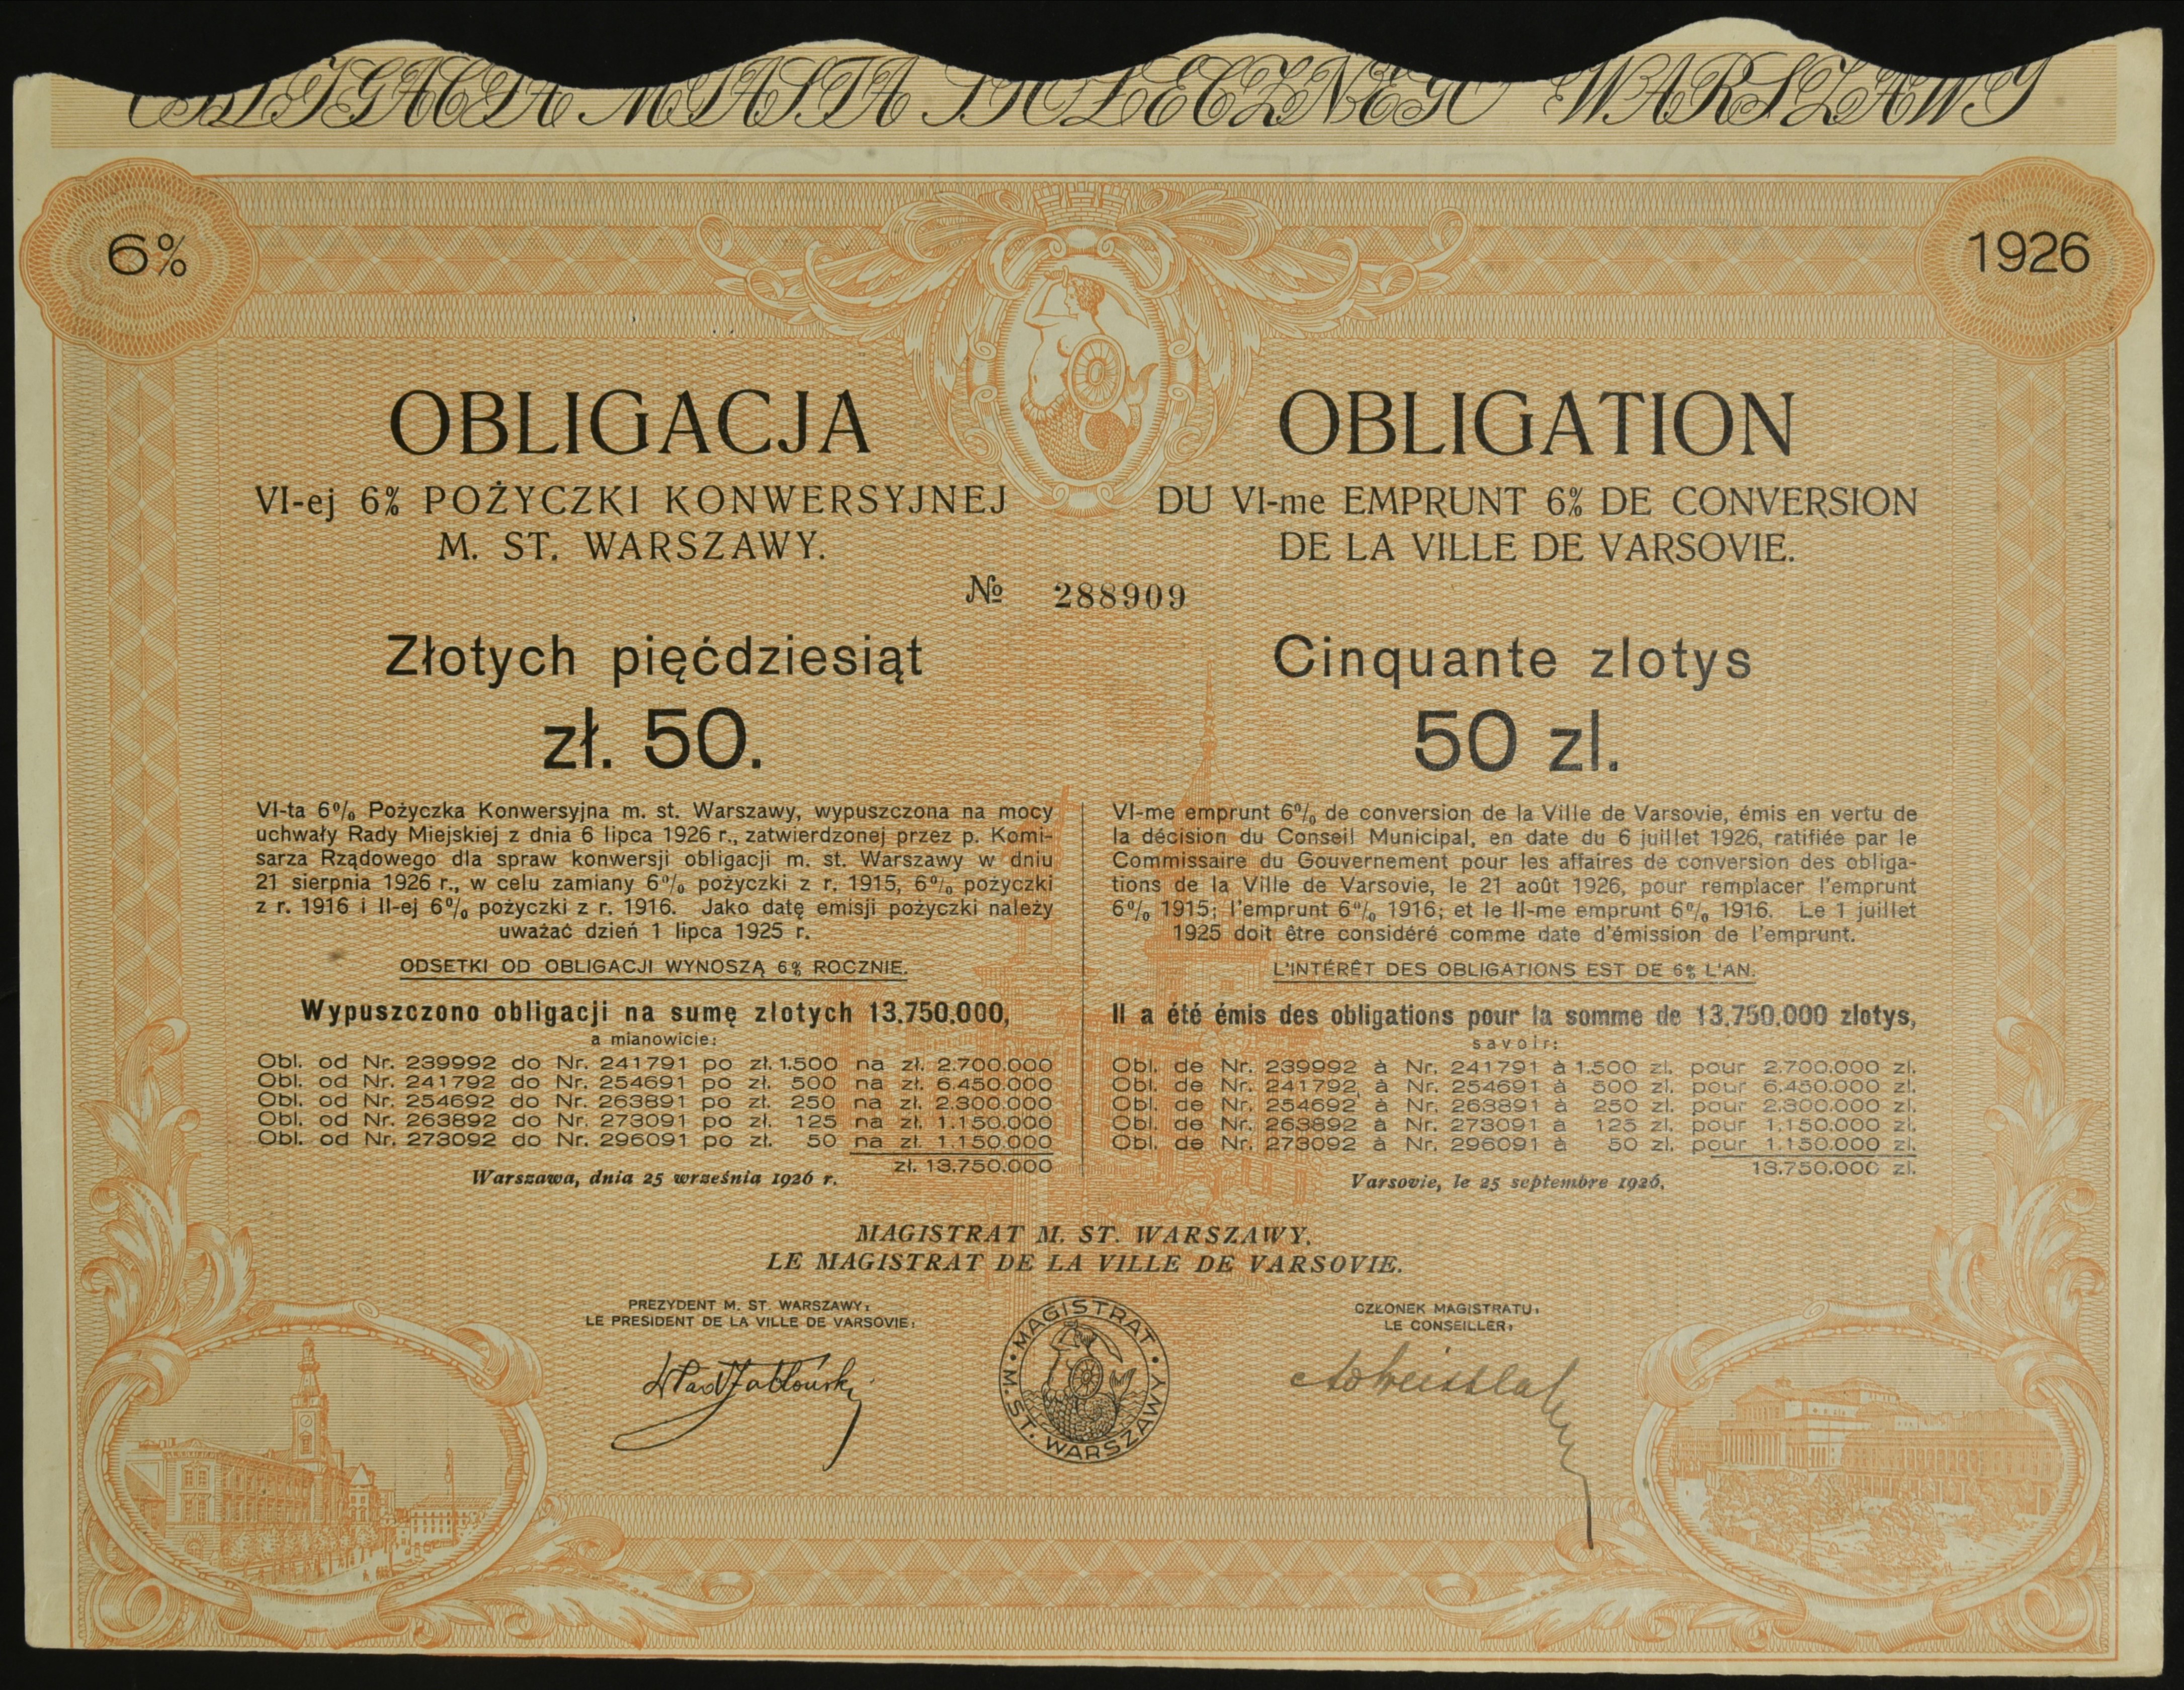 OBLIGACJA MIASTA STOŁECZNEGO WARSZAWY
6%
1926
OBLIGACJA
VI-ej 6% POŻYCZKI KONWERSYJNEJ
M. ST. WARSZAWY.
OBLIGATION
DU VI-me EMPRUNT 6% DE CONVERSION
DE LA VILLE DE VARSOVIE.
№ 288909
Złotych pięćdziesiąt
zł. 50.
Cinquante zlotys
50 zl.
VI-ta 6% Pożyczka Konwersyjna m. st. Warszawy, wypuszczona na mocy
uchwały Rady Miejskiej z dnia 6 lipca 1926 r., zatwierdzonej przez p. Komi-
sarza Rządowego dla spraw konwersji obligacji m. st. Warszawy w dniu
21 sierpnia 1926 r., w celu zamiany 6% pożyczki z r. 1915, 6% pożyczki
z r. 1916 i II-ej 6% pożyczki z r. 1916. Jako datę emisji pożyczki należy
uważać dzień 1 lipca 1925 r.
ODSETKI OD OBLIGACJI WYNOSZĄ 6% ROCZNIE.
Wypuszczono obligacji na sumę złotych 13.750.000,
a mianowicie:
Obl. od Nr. 239992 do Nr. 241791 po zł. 1.500 na zł. 2.700.000
Obl. od Nr. 241792 do Nr. 254691 po zł. 500 na zł. 6.450.000
Obl. od Nr. 254692 do Nr. 263891 po zł. 250 na zł. 2.300.000
Obl. od Nr. 263892 do Nr. 273091 po zł. 125 na zł. 1.150.000
Obl. od Nr. 273092 do Nr. 296091 po zł. 50 na zł. 1.150.000
zł. 13.750.000
Warszawa, dnia 25 września 1926 r.
VI-me emprunt 6% de conversion de la Ville de Varsovie, émis en vertu de
la décision du Conseil Municipal, en date du 6 juillet 1926, ratifiée par le
Commissaire du Gouvernement pour les affaires de conversion des obliga-
tions de la Ville de Varsovie, le 21 août 1926, pour remplacer l'emprunt
6% 1915; l'emprunt 6% 1916; et le II-me emprunt 6% 1916. Le 1 juillet
1925 doit être considéré comme date d'émission de l'emprunt.
L'INTÉRÊT DES OBLIGATIONS EST DE 6% L'AN.
Il a été émis des obligations pour la somme de 13.750.000 zlotys,
savoir:
Obl. de Nr. 239992 à Nr. 241791 à 1.500 zl. pour 2.700.000 zl.
Obl. de Nr. 241792 à Nr. 254691 à 500 zl. pour 6.450.000 zl.
Obl. de Nr. 254692 à Nr. 263891 à 250 zl. pour 2.300.000 zl.
Obl. de Nr. 263892 à Nr. 273091 à 125 zl. pour 1.150.000 zl.
Obl. de Nr. 273092 à Nr. 296091 à 50 zl. pour 1.150.000 zl.
13.750.000 zl.
Varsovie, le 25 septembre 1926.
MAGISTRAT M. ST. WARSZAWY.
LE MAGISTRAT DE LA VILLE DE VARSOVIE.
PREZYDENT M. ST. WARSZAWY:
LE PRESIDENT DE LA VILLE DE VARSOVIE:
MAGISTRAT • M. ST. WARSZAWY •
CZŁONEK MAGISTRATU:
LE CONSEILLER: